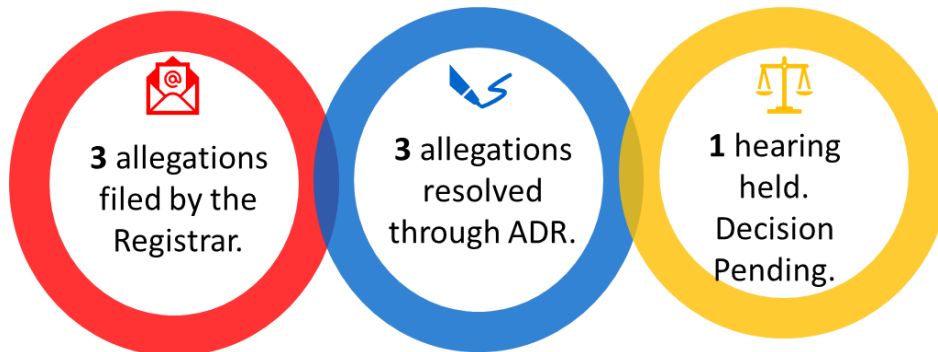 @
3 allegations
filed by the
Registrar.
3 allegations
resolved
through ADR.
1 hearing
held.
Decision
Pending.